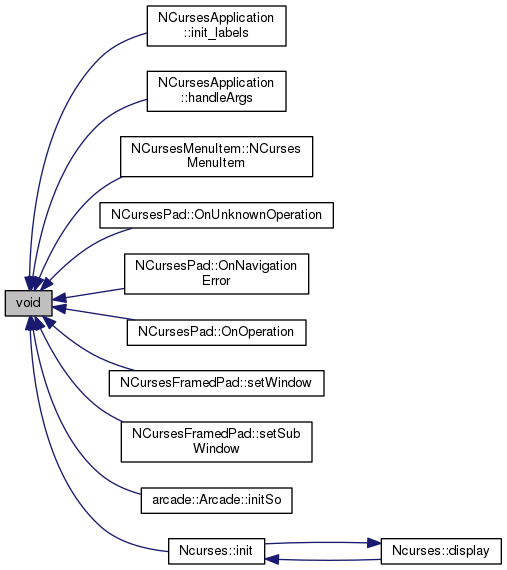 NCursesApplication
::init_labels
NCursesApplication
::handleArgs
NCursesMenuItem::NCurses
MenuItem
NCursesPad::OnUnknownOperation
NCursesPad::OnNavigation
Error
void
NCursesPad::OnOperation
NCursesFramedPad::setWindow
NCursesFramedPad::setSub
Window
arcade::Arcade::initSo
Ncurses::init
Ncurses::display